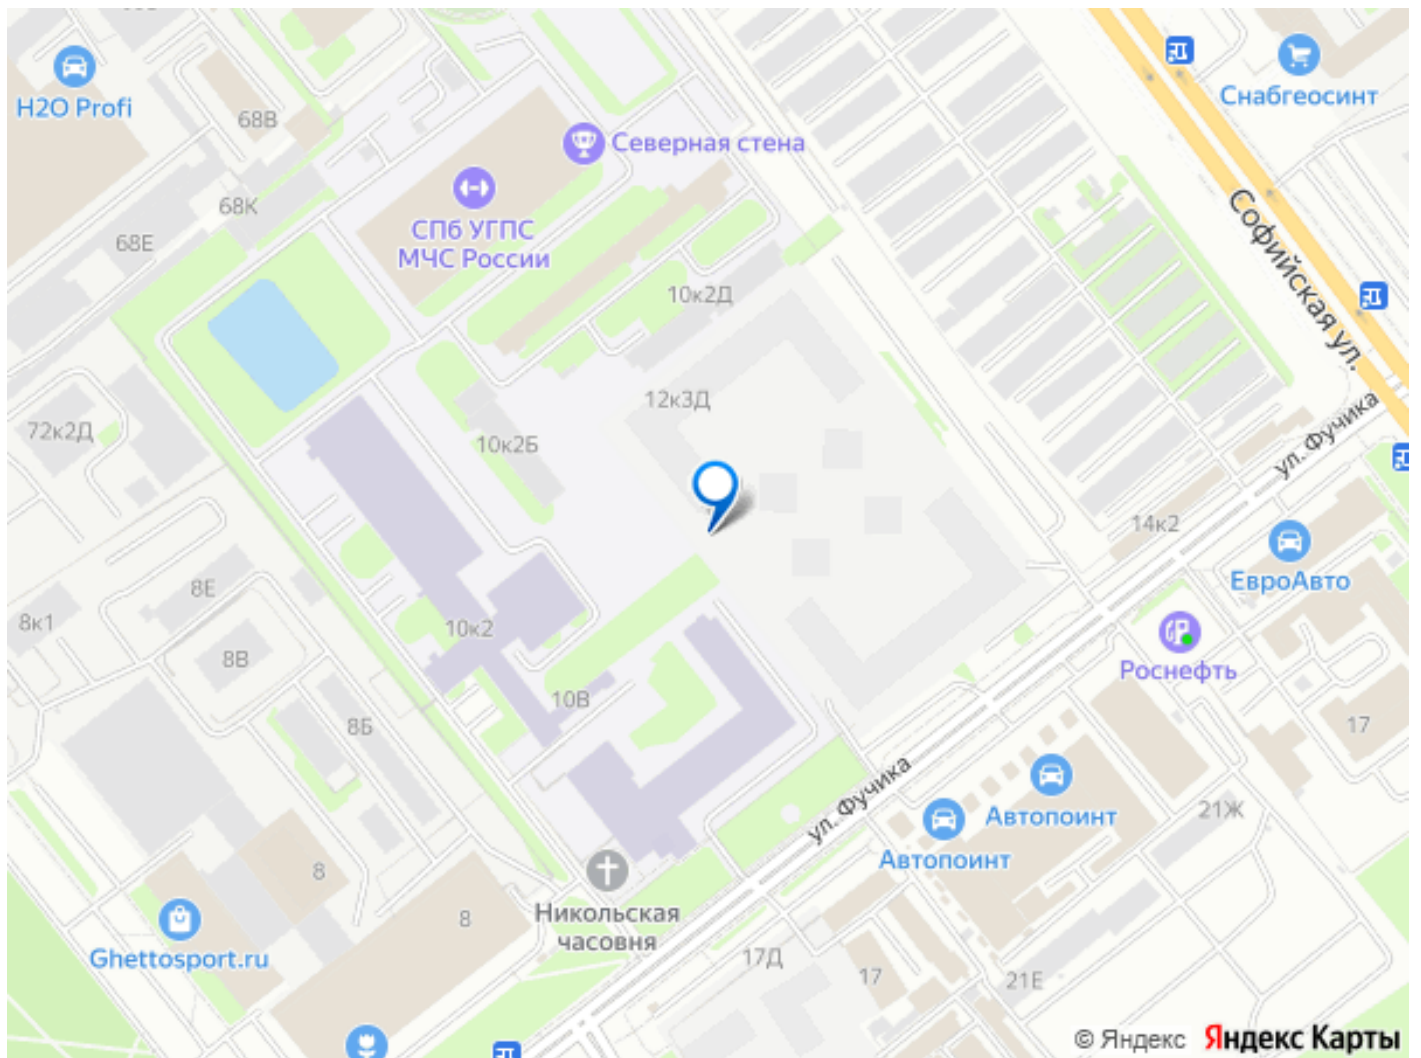 H2O Profi
68В
68К
68Е
Северная стена
СПб УГПС
МЧС России
Снабгеосинт
Софийская ул.
10к2Д
12к3Д
10к2Б
72к2Д
ул. Фучика
14к2
ЕвроАвто
Роснефть
8Е
8к1
8В
10к2
10В
8Б
17
ул. Фучика
Автопоинт
Автопоинт
21Ж
8
8
Никольская
часовня
Ghettosport.ru
17Д
17
21Е
© Яндекс Яндекс Карты